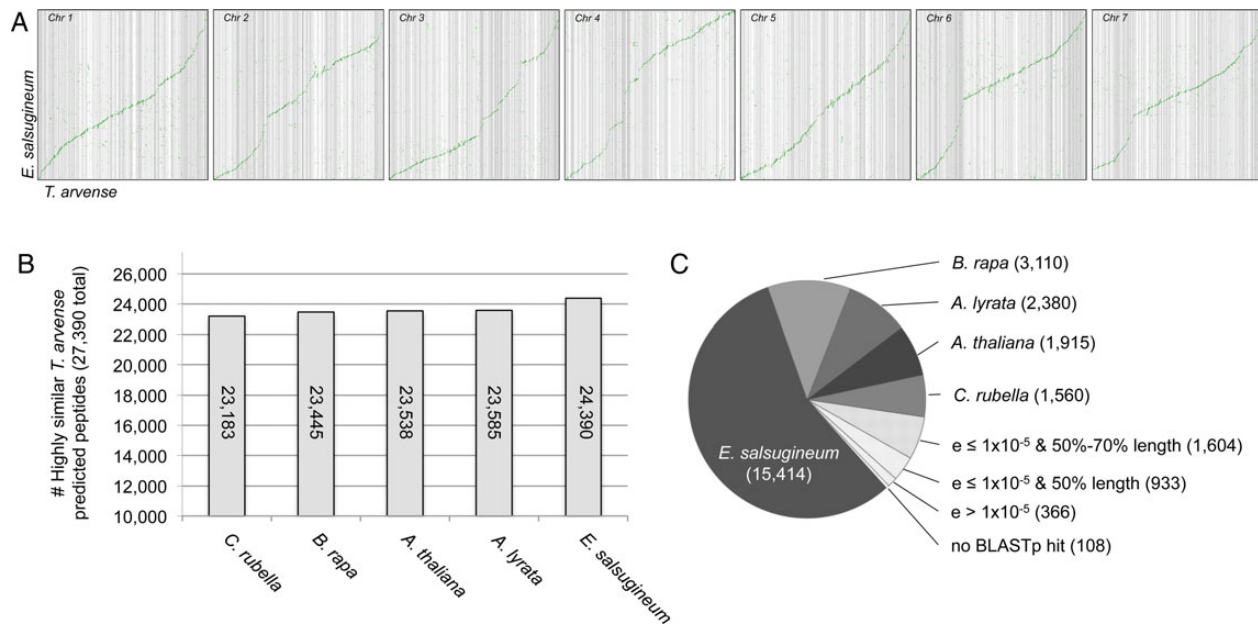 A
Chr 1
Chr 2
Chr 3
Chr 4
Chr 5
Chr 6
Chr 7
E. salsugineum
T. arvense
B
# Highly similar T. arvense
predicted peptides (27,390 total)
26,000
24,000
22,000
20,000
18,000
16,000
14,000
12,000
10,000
23,183
23,445
23,538
23,585
24,390
C. rubella
B. rapa
A. thaliana
A. lyrata
E. salsugineum
C
B. rapa (3,110)
A. lyrata (2,380)
A. thaliana (1,915)
C. rubella (1,560)
e ≤ 1x10⁻⁵ & 50%-70% length (1,604)
e ≤ 1x10⁻⁵ & 50% length (933)
e > 1x10⁻⁵ (366)
no BLASTp hit (108)
E. salsugineum
(15,414)